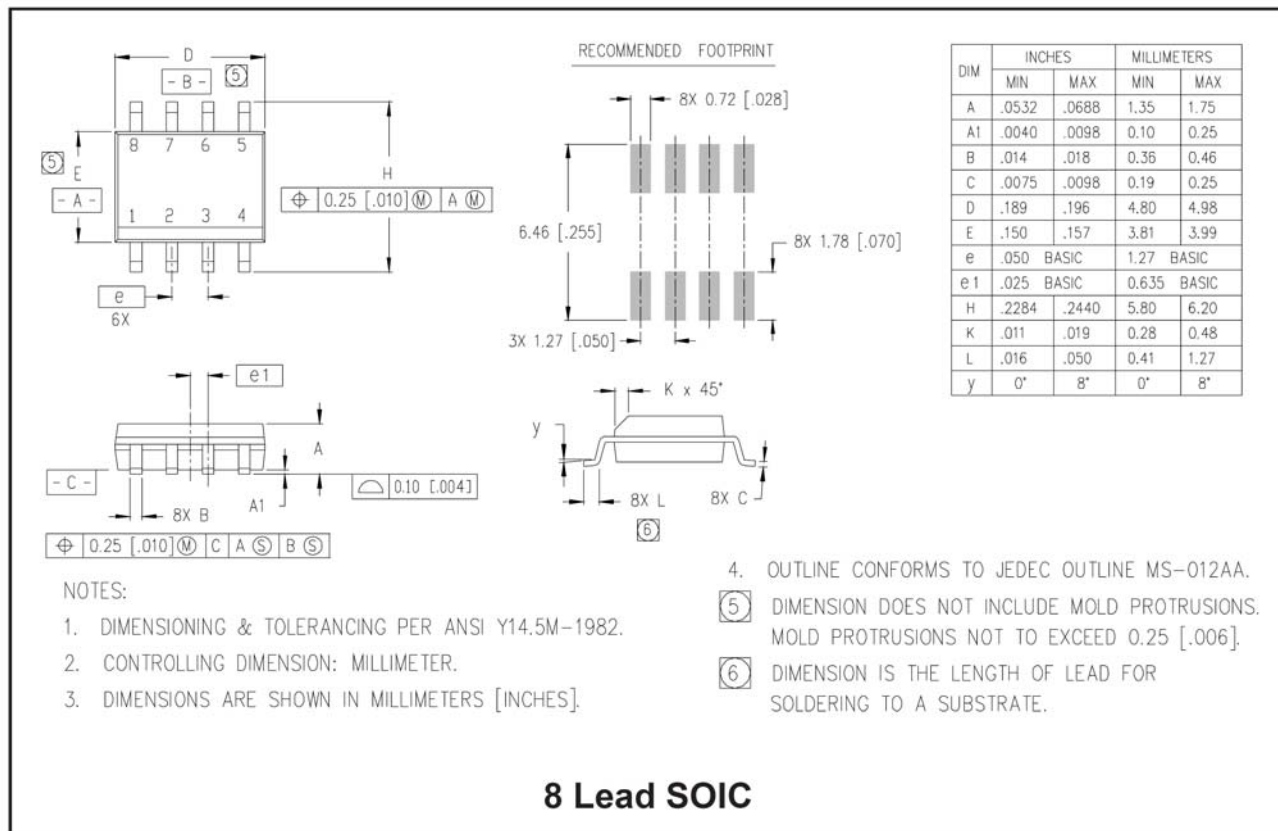 D
- B -
5
8 7 6 5
5
E
H
- A -
⌖ 0.25 [.010] Ⓜ A Ⓜ
1 2 3 4
e
6X
RECOMMENDED FOOTPRINT
8X 0.72 [.028]
6.46 [.255]
8X 1.78 [.070]
3X 1.27 [.050]
DIM INCHES MILLIMETERS
MIN MAX MIN MAX
A .0532 .0688 1.35 1.75
A1 .0040 .0098 0.10 0.25
B .014 .018 0.36 0.46
C .0075 .0098 0.19 0.25
D .189 .196 4.80 4.98
E .150 .157 3.81 3.99
e .050 BASIC 1.27 BASIC
e1 .025 BASIC 0.635 BASIC
H .2284 .2440 5.80 6.20
K .011 .019 0.28 0.48
L .016 .050 0.41 1.27
y 0° 8° 0° 8°
e1
A
- C -
A1
8X B
⌓ 0.10 [.004]
⌖ 0.25 [.010] Ⓜ C A Ⓢ B Ⓢ
K x 45°
y
8X L
8X C
6
NOTES:
1. DIMENSIONING & TOLERANCING PER ANSI Y14.5M-1982.
2. CONTROLLING DIMENSION: MILLIMETER.
3. DIMENSIONS ARE SHOWN IN MILLIMETERS [INCHES].
4. OUTLINE CONFORMS TO JEDEC OUTLINE MS-012AA.
5 DIMENSION DOES NOT INCLUDE MOLD PROTRUSIONS.
MOLD PROTRUSIONS NOT TO EXCEED 0.25 [.006].
6 DIMENSION IS THE LENGTH OF LEAD FOR
SOLDERING TO A SUBSTRATE.
8 Lead SOIC